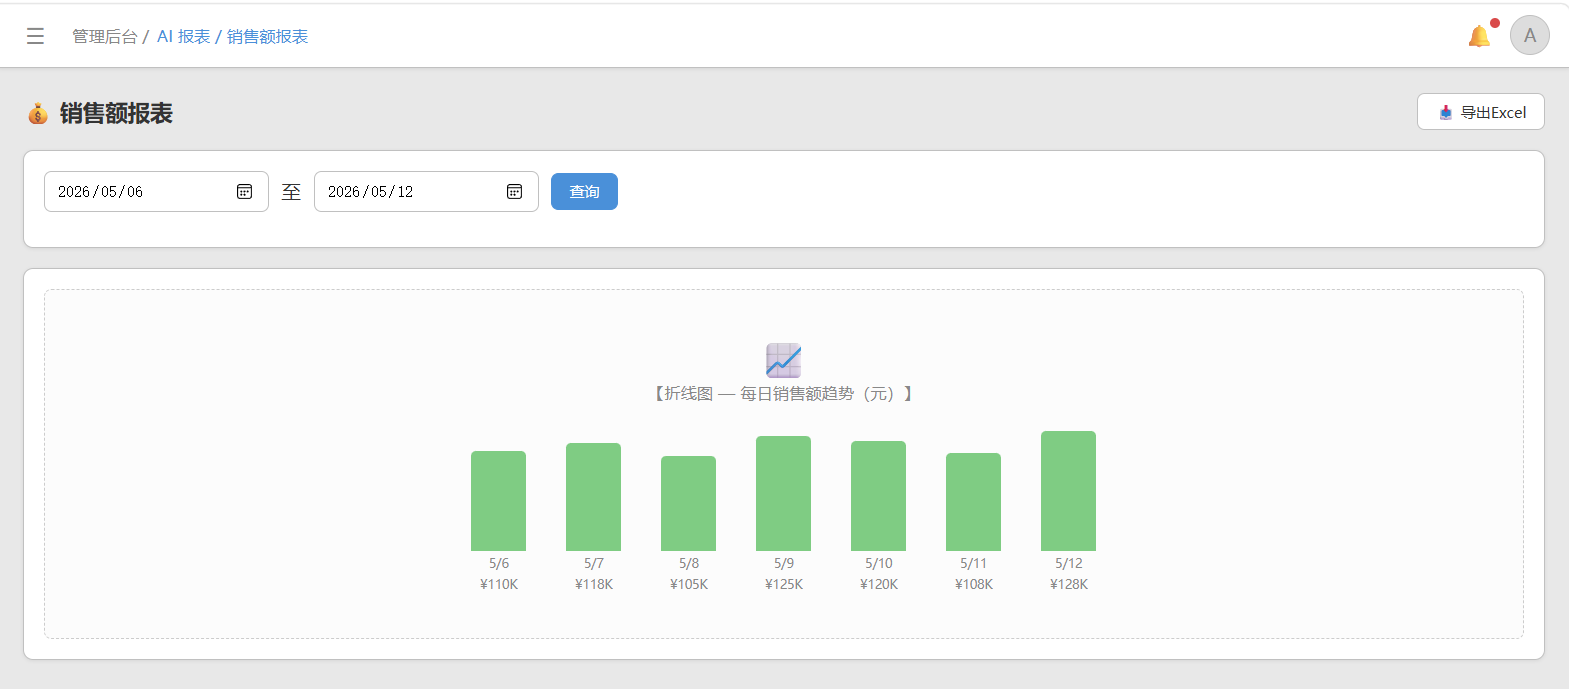 管理后台 / AI 报表 / 销售额报表
A
销售额报表
导出Excel
2026/05/06 至 2026/05/12 查询
【折线图 — 每日销售额趋势（元）】
5/6 5/7 5/8 5/9 5/10 5/11 5/12
¥110K ¥118K ¥105K ¥125K ¥120K ¥108K ¥128K